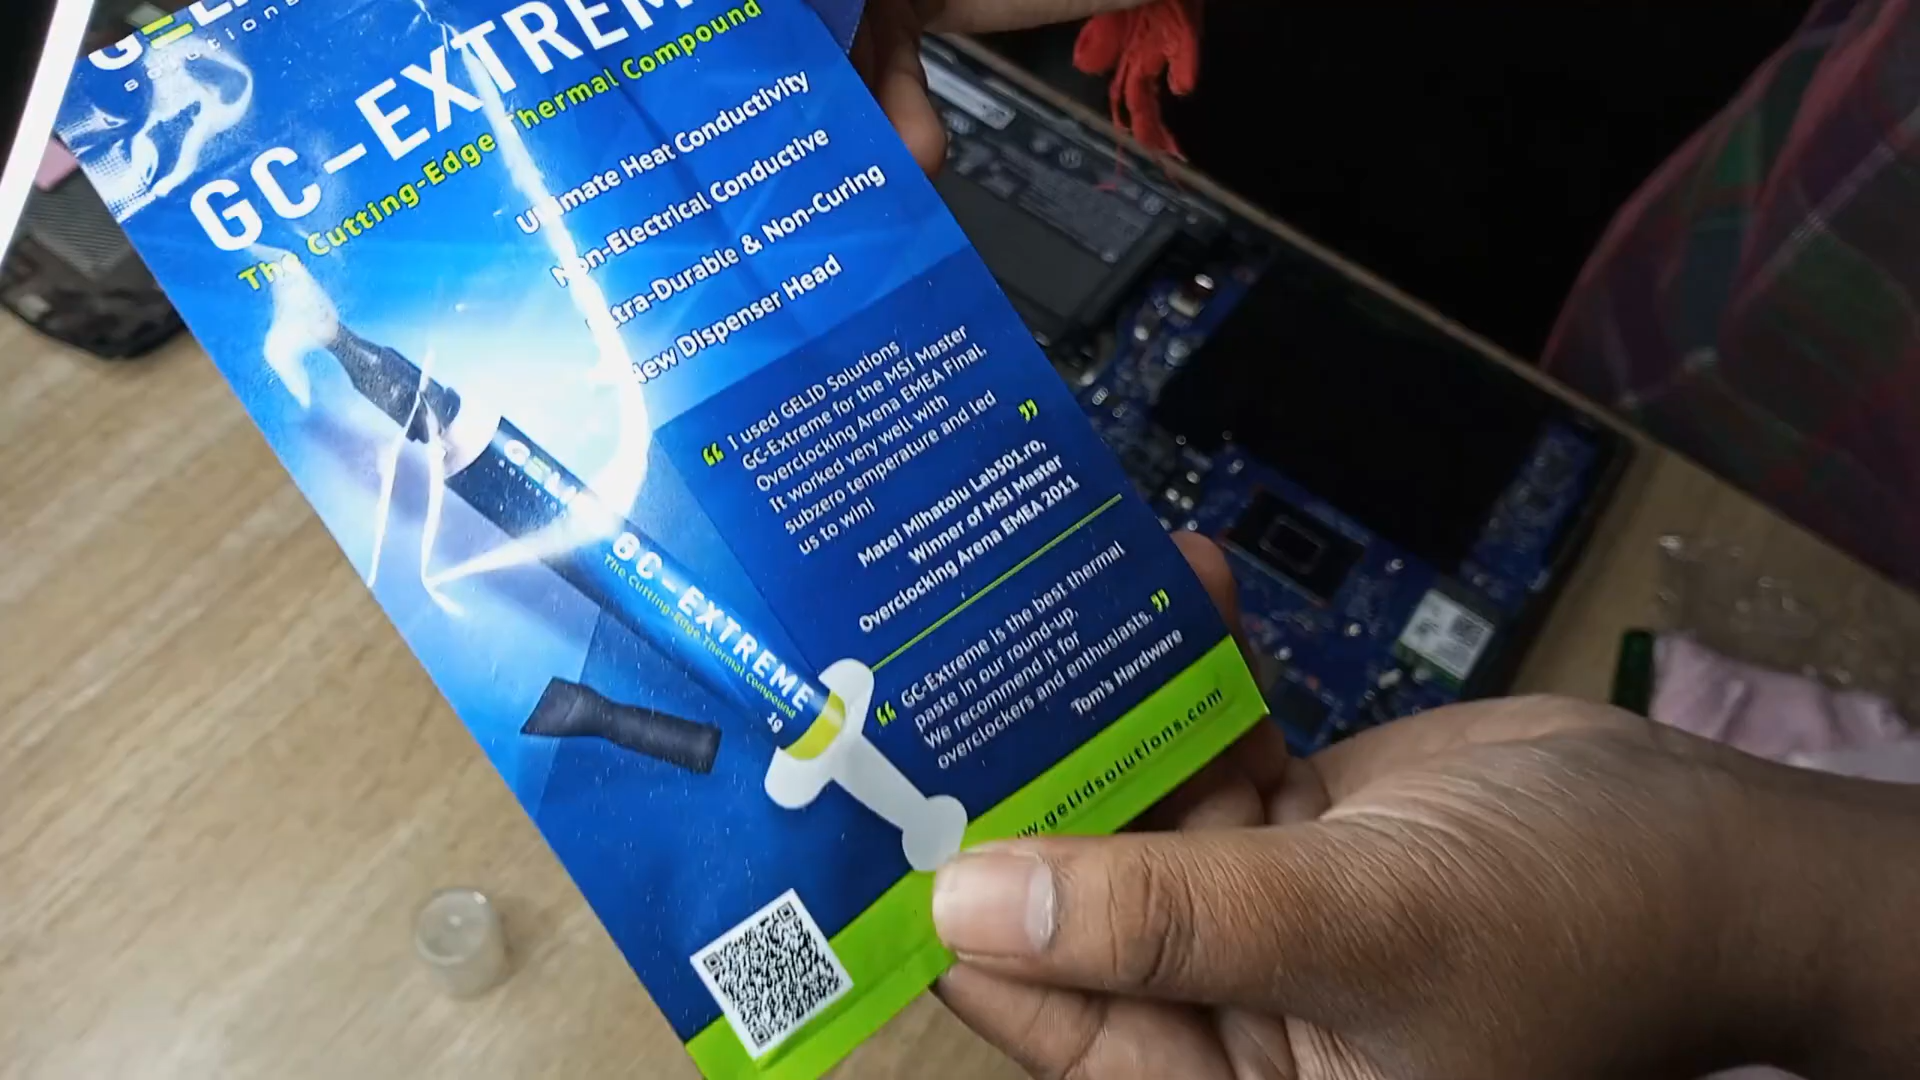 GELID
solutions
GC-EXTREME
The Cutting-Edge Thermal Compound
Ultimate Heat Conductivity
Non-Electrical Conductive
Ultra-Durable & Non-Curing
New Dispenser Head
“ I used GELID Solutions
GC-Extreme for the MSI Master
Overclocking Arena EMEA Final.
It worked very well with
subzero temperature and led
us to win! ”
Matei Mihatoiu Lab501.ro,
Winner of MSI Master
Overclocking Arena EMEA 2011
“ GC-Extreme is the best thermal
paste in our round-up.
We recommend it for
overclockers and enthusiasts. ”
Tom's Hardware
GELID
GC-EXTREME
The Cutting-Edge Thermal Compound
1g
www.gelidsolutions.com